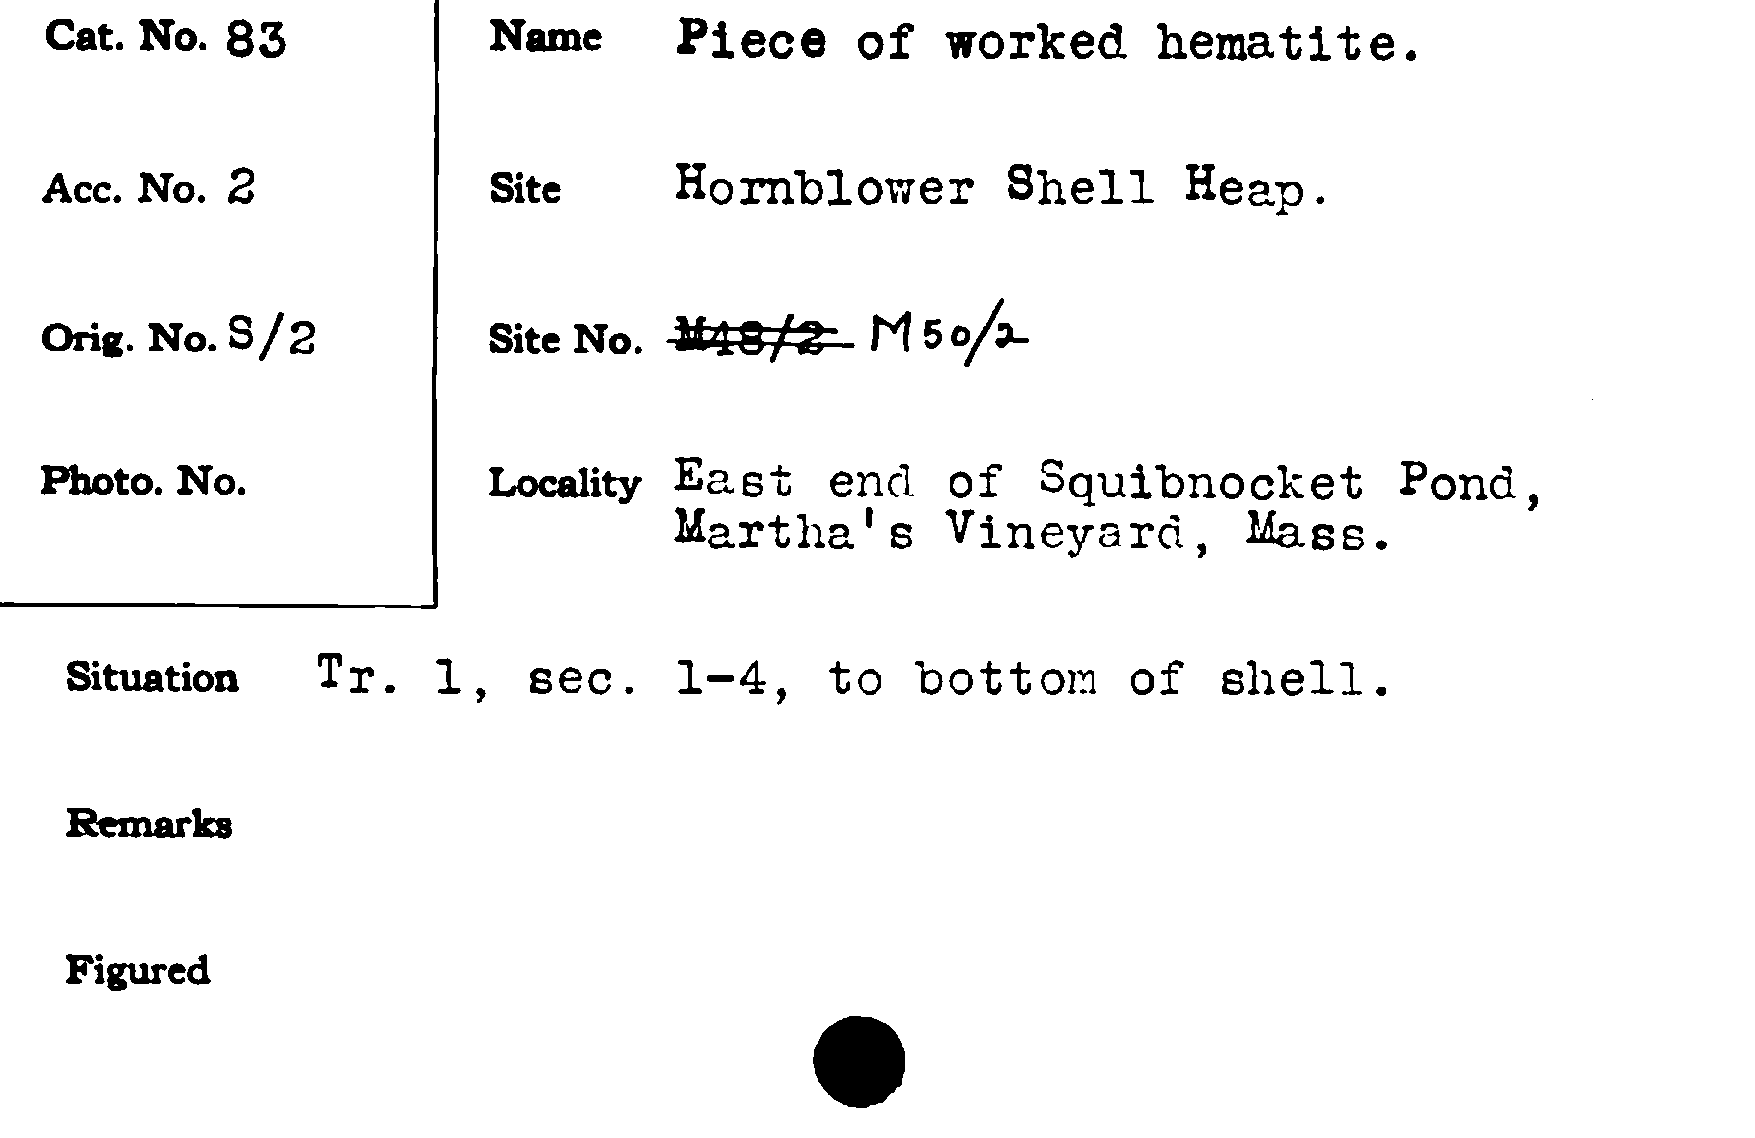 Cat. No. 83
Name Piece of worked hematite.
Acc. No. 2
Site Hornblower Shell Heap.
Orig. No. S/2
Site No. M48/2 M50/2
Photo. No.
Locality East end of Squibnocket Pond,
Martha's Vineyard, Mass.
Situation Tr. 1, sec. 1-4, to bottom of shell.
Remarks
Figured